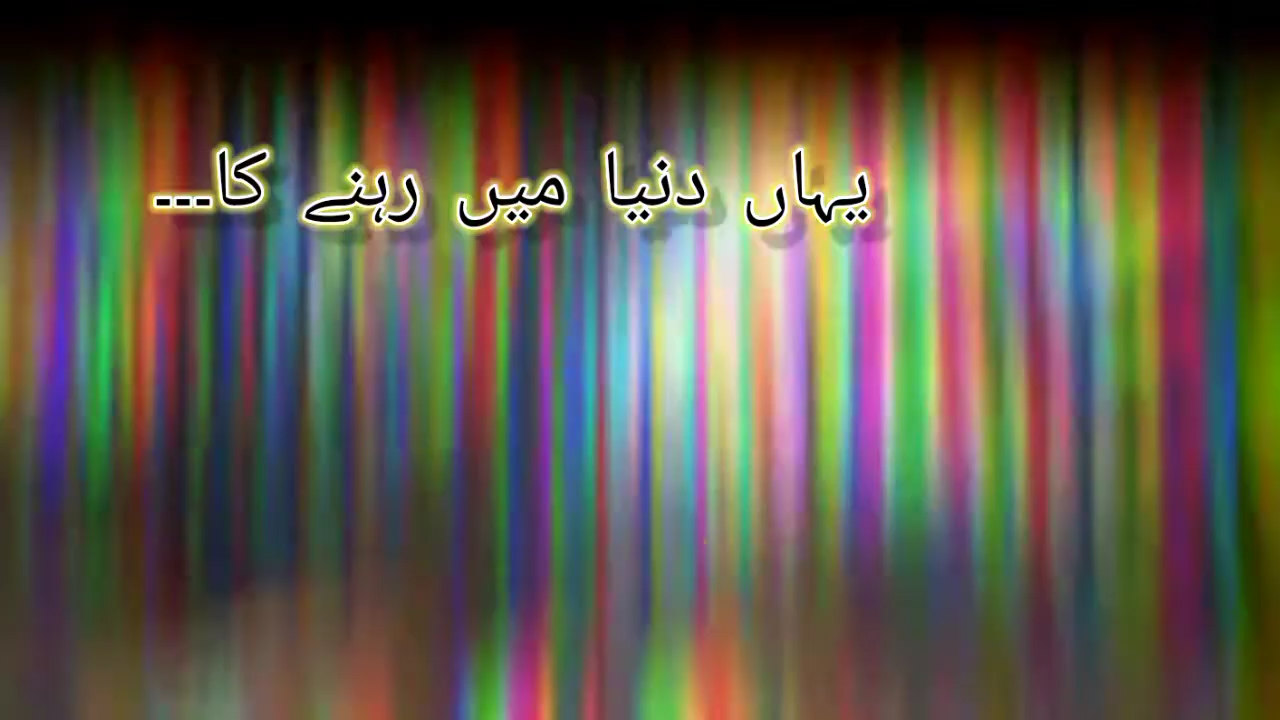 یہاں دنیا میں رہنے کا---